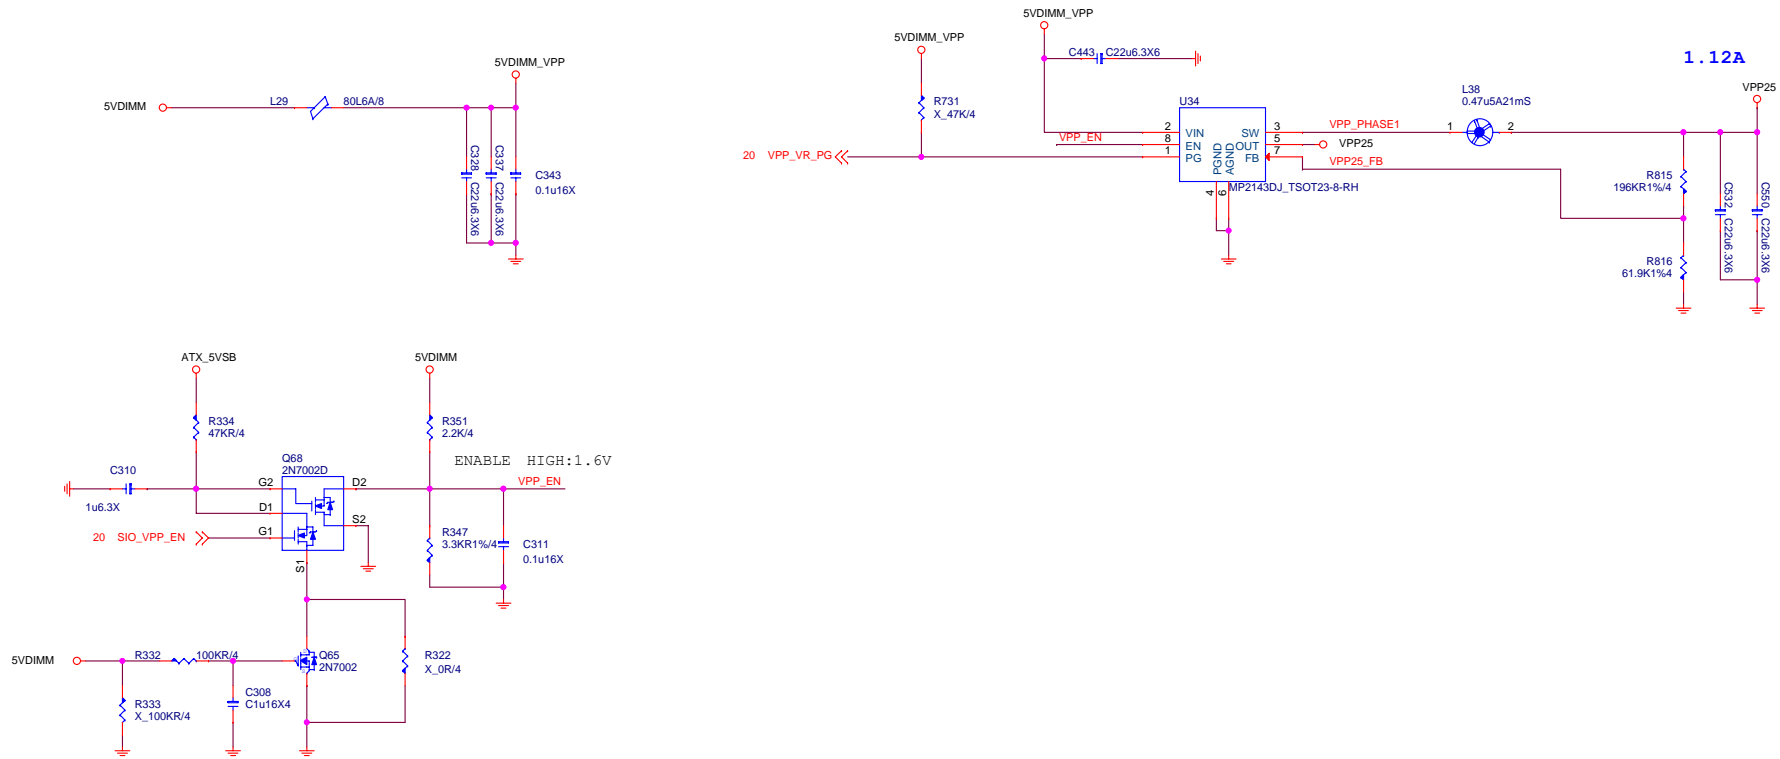 5VDIMM_VPP
5VDIMM
L29
80L6A/8
C328
C22u6.3X6
C337
C22u6.3X6
C343
0.1u16X
5VDIMM_VPP
5VDIMM_VPP
C443
C22u6.3X6
R731
X_47K/4
20 VPP_VR_PG
VPP_EN
U34
2
8
1
VIN
EN
PG
SW
OUT
FB
PGND
AGND
3
5
7
4
6
MP2143DJ_TSOT23-8-RH
VPP_PHASE1
VPP25
VPP25_FB
L38
0.47u5A21mS
1
2
1.12A
VPP25
R815
196KR1%/4
R816
61.9K1%4
C532
C22u6.3X6
C550
C22u6.3X6
ATX_5VSB
5VDIMM
R334
47KR/4
R351
2.2K/4
ENABLE HIGH:1.6V
C310
1u6.3X
Q68
2N7002D
G2
D1
G1
D2
S2
S1
VPP_EN
20 SIO_VPP_EN
R347
3.3KR1%/4
C311
0.1u16X
5VDIMM
R332
100KR/4
Q65
2N7002
R322
X_0R/4
R333
X_100KR/4
C308
C1u16X4